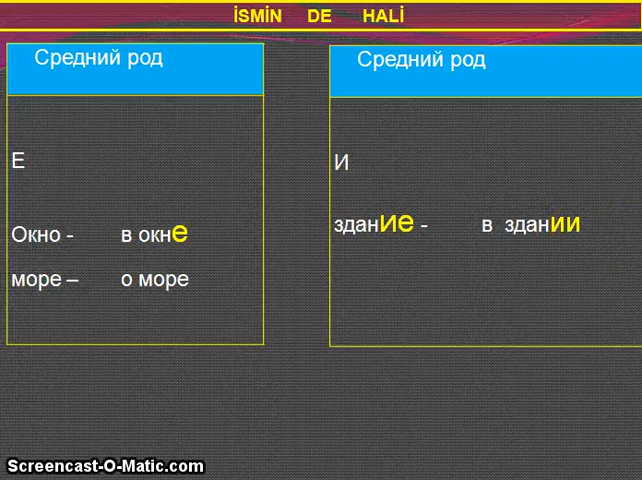 İSMİN DE HALİ
Средний род
Е
Окно - в окне
море – о море
Средний род
И
здание - в здании
Screencast-O-Matic.com